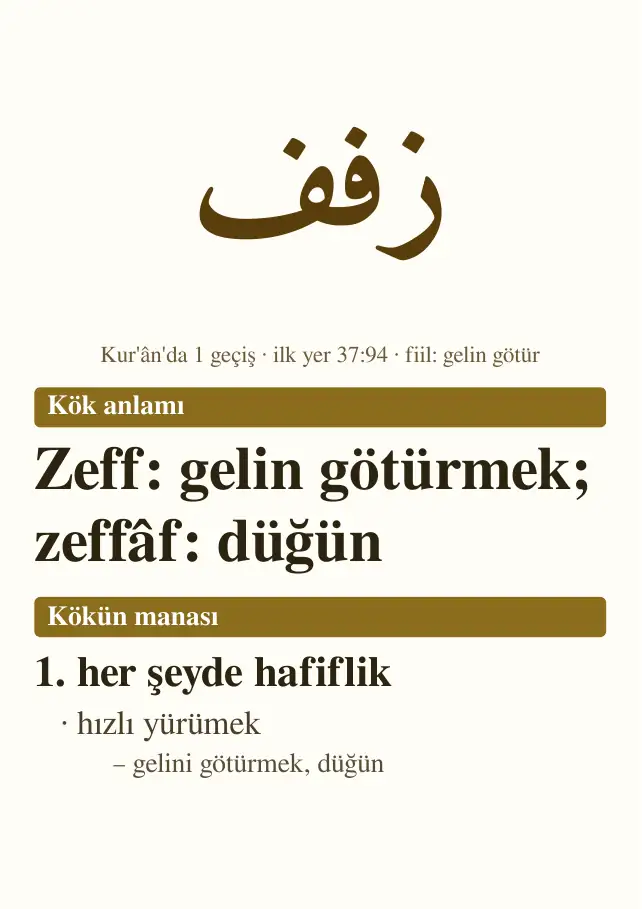 زفف
Kur'ân'da 1 geçiş · ilk yer 37:94 · fiil: gelin götür
Kök anlamı
Zeff: gelin götürmek;
zeffâf: düğün
Kökün manası
1. her şeyde hafiflik
· hızlı yürümek
– gelini götürmek, düğün